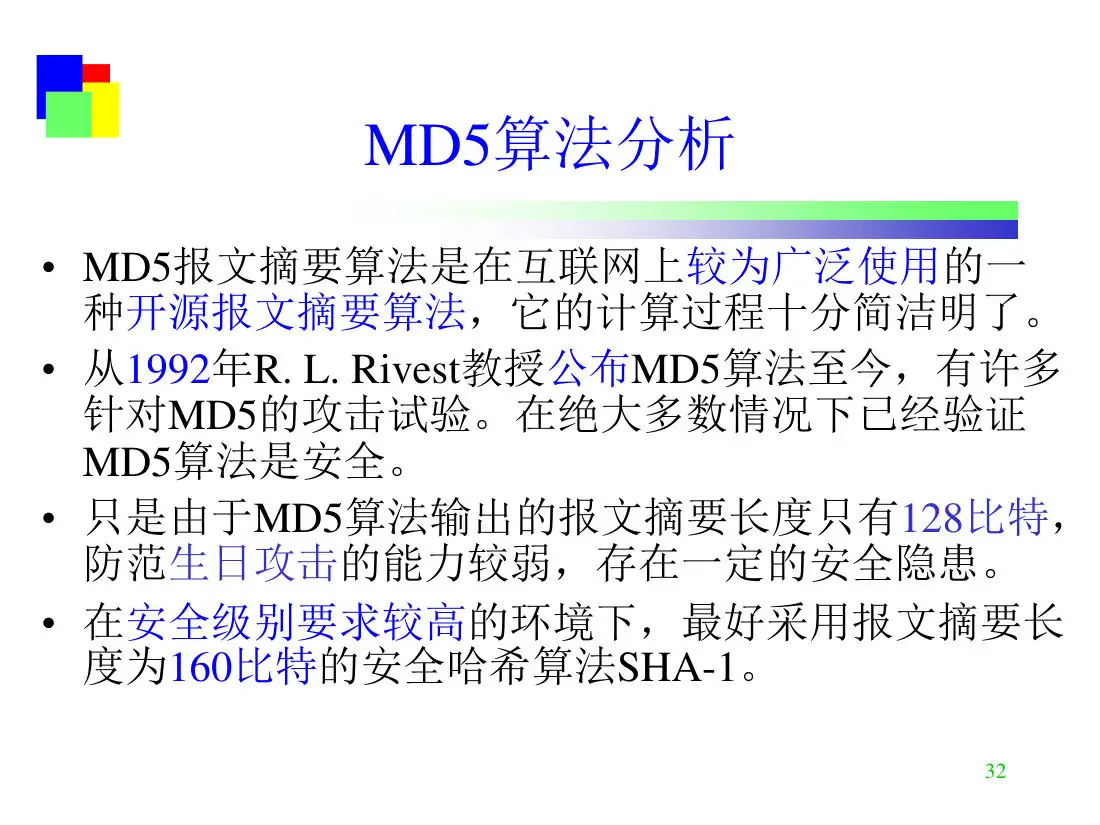 MD5算法分析
• MD5报文摘要算法是在互联网上较为广泛使用的一
种开源报文摘要算法，它的计算过程十分简洁明了。
• 从1992年R. L. Rivest教授公布MD5算法至今，有许多
针对MD5的攻击试验。在绝大多数情况下已经验证
MD5算法是安全。
• 只是由于MD5算法输出的报文摘要长度只有128比特，
防范生日攻击的能力较弱，存在一定的安全隐患。
• 在安全级别要求较高的环境下，最好采用报文摘要长
度为160比特的安全哈希算法SHA-1。
32